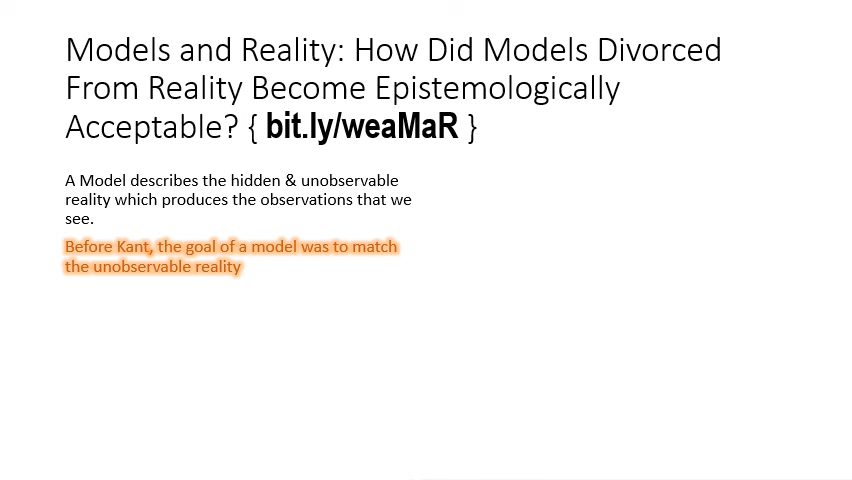 Models and Reality: How Did Models Divorced
From Reality Become Epistemologically
Acceptable? { bit.ly/weaMaR }
A Model describes the hidden & unobservable
reality which produces the observations that we
see.
Before Kant, the goal of a model was to match
the unobservable reality